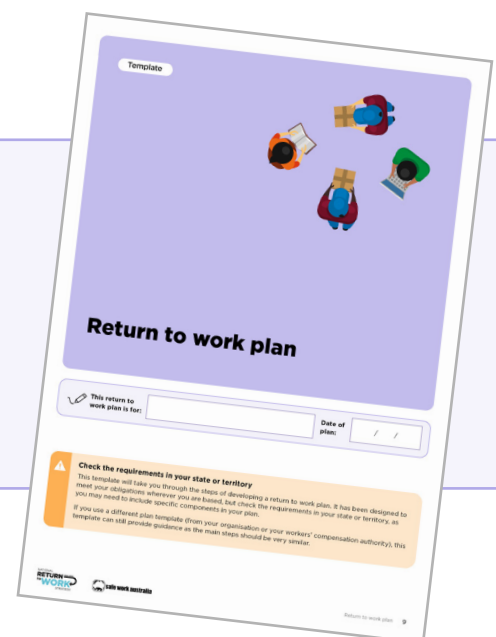 Template
Return to work plan
This return to
work plan is for:
Date of
plan:
/ /
Check the requirements in your state or territory
This template will take you through the steps of developing a return to work plan. It has been designed to
meet your obligations wherever you are based, but check the requirements in your state or territory, as
you may need to include specific components in your plan.
If you use a different plan template (from your organisation or your workers' compensation authority), this
template can still provide guidance as the main steps should be very similar.
RETURN
WORK
safe work australia
Return to work plan 9